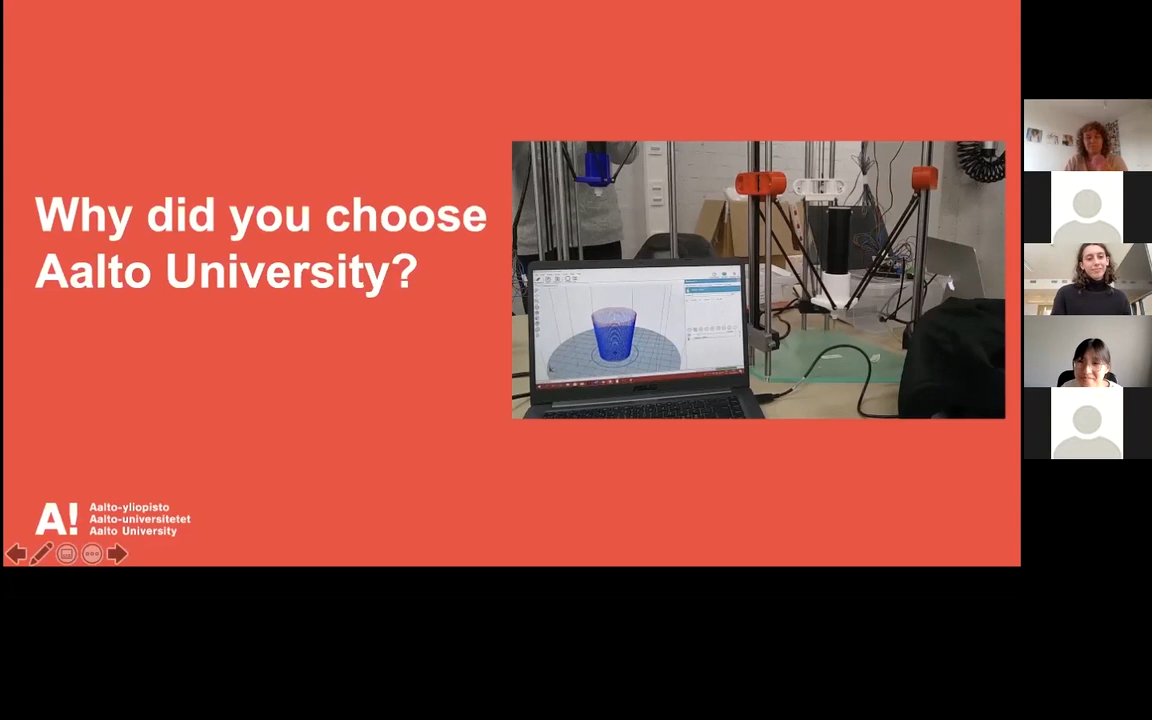 Why did you choose
Aalto University?
A!
Aalto-yliopisto
Aalto-universitetet
Aalto University